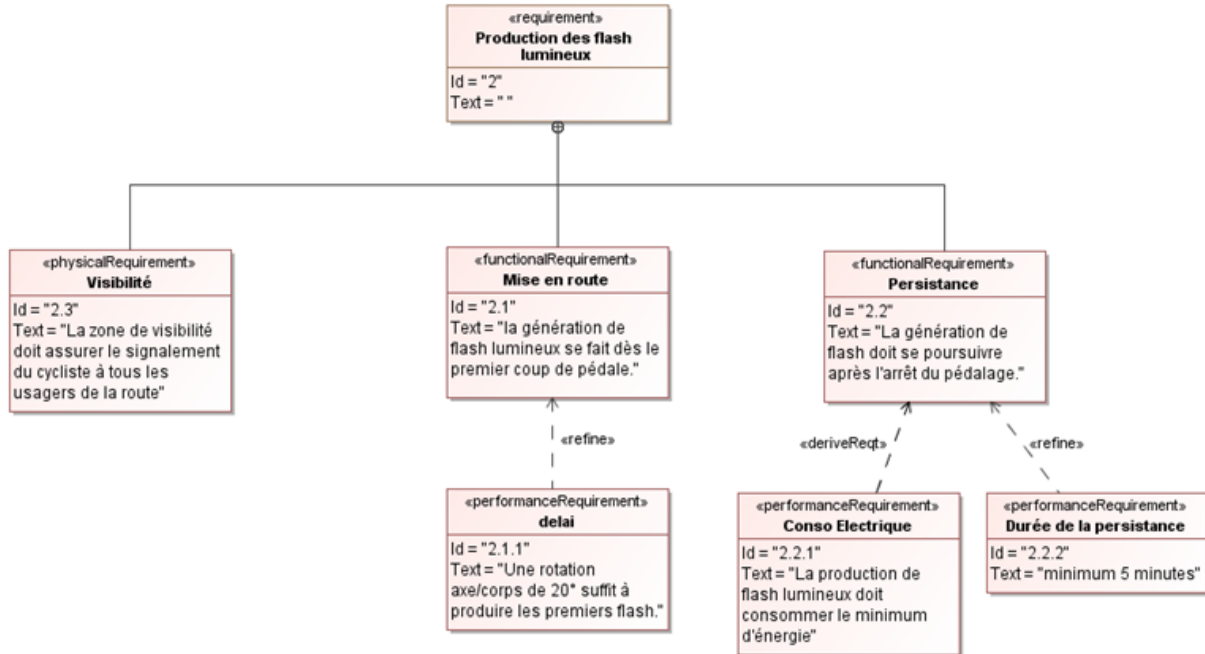 «requirement»
Production des flash
lumineux
Id = "2"
Text = " "
«physicalRequirement»
Visibilité
Id = "2.3"
Text = "La zone de visibilité
doit assurer le signalement
du cycliste à tous les
usagers de la route"
«functionalRequirement»
Mise en route
Id = "2.1"
Text = "la génération de
flash lumineux se fait dès le
premier coup de pédale."
«functionalRequirement»
Persistance
Id = "2.2"
Text = "La génération de
flash doit se poursuivre
après l'arrêt du pédalage."
«refine»
«deriveReqt»
«refine»
«performanceRequirement»
delai
Id = "2.1.1"
Text = "Une rotation
axe/corps de 20° suffit à
produire les premiers flash."
«performanceRequirement»
Conso Electrique
Id = "2.2.1"
Text = "La production de
flash lumineux doit
consommer le minimum
d'énergie"
«performanceRequirement»
Durée de la persistance
Id = "2.2.2"
Text = "minimum 5 minutes"